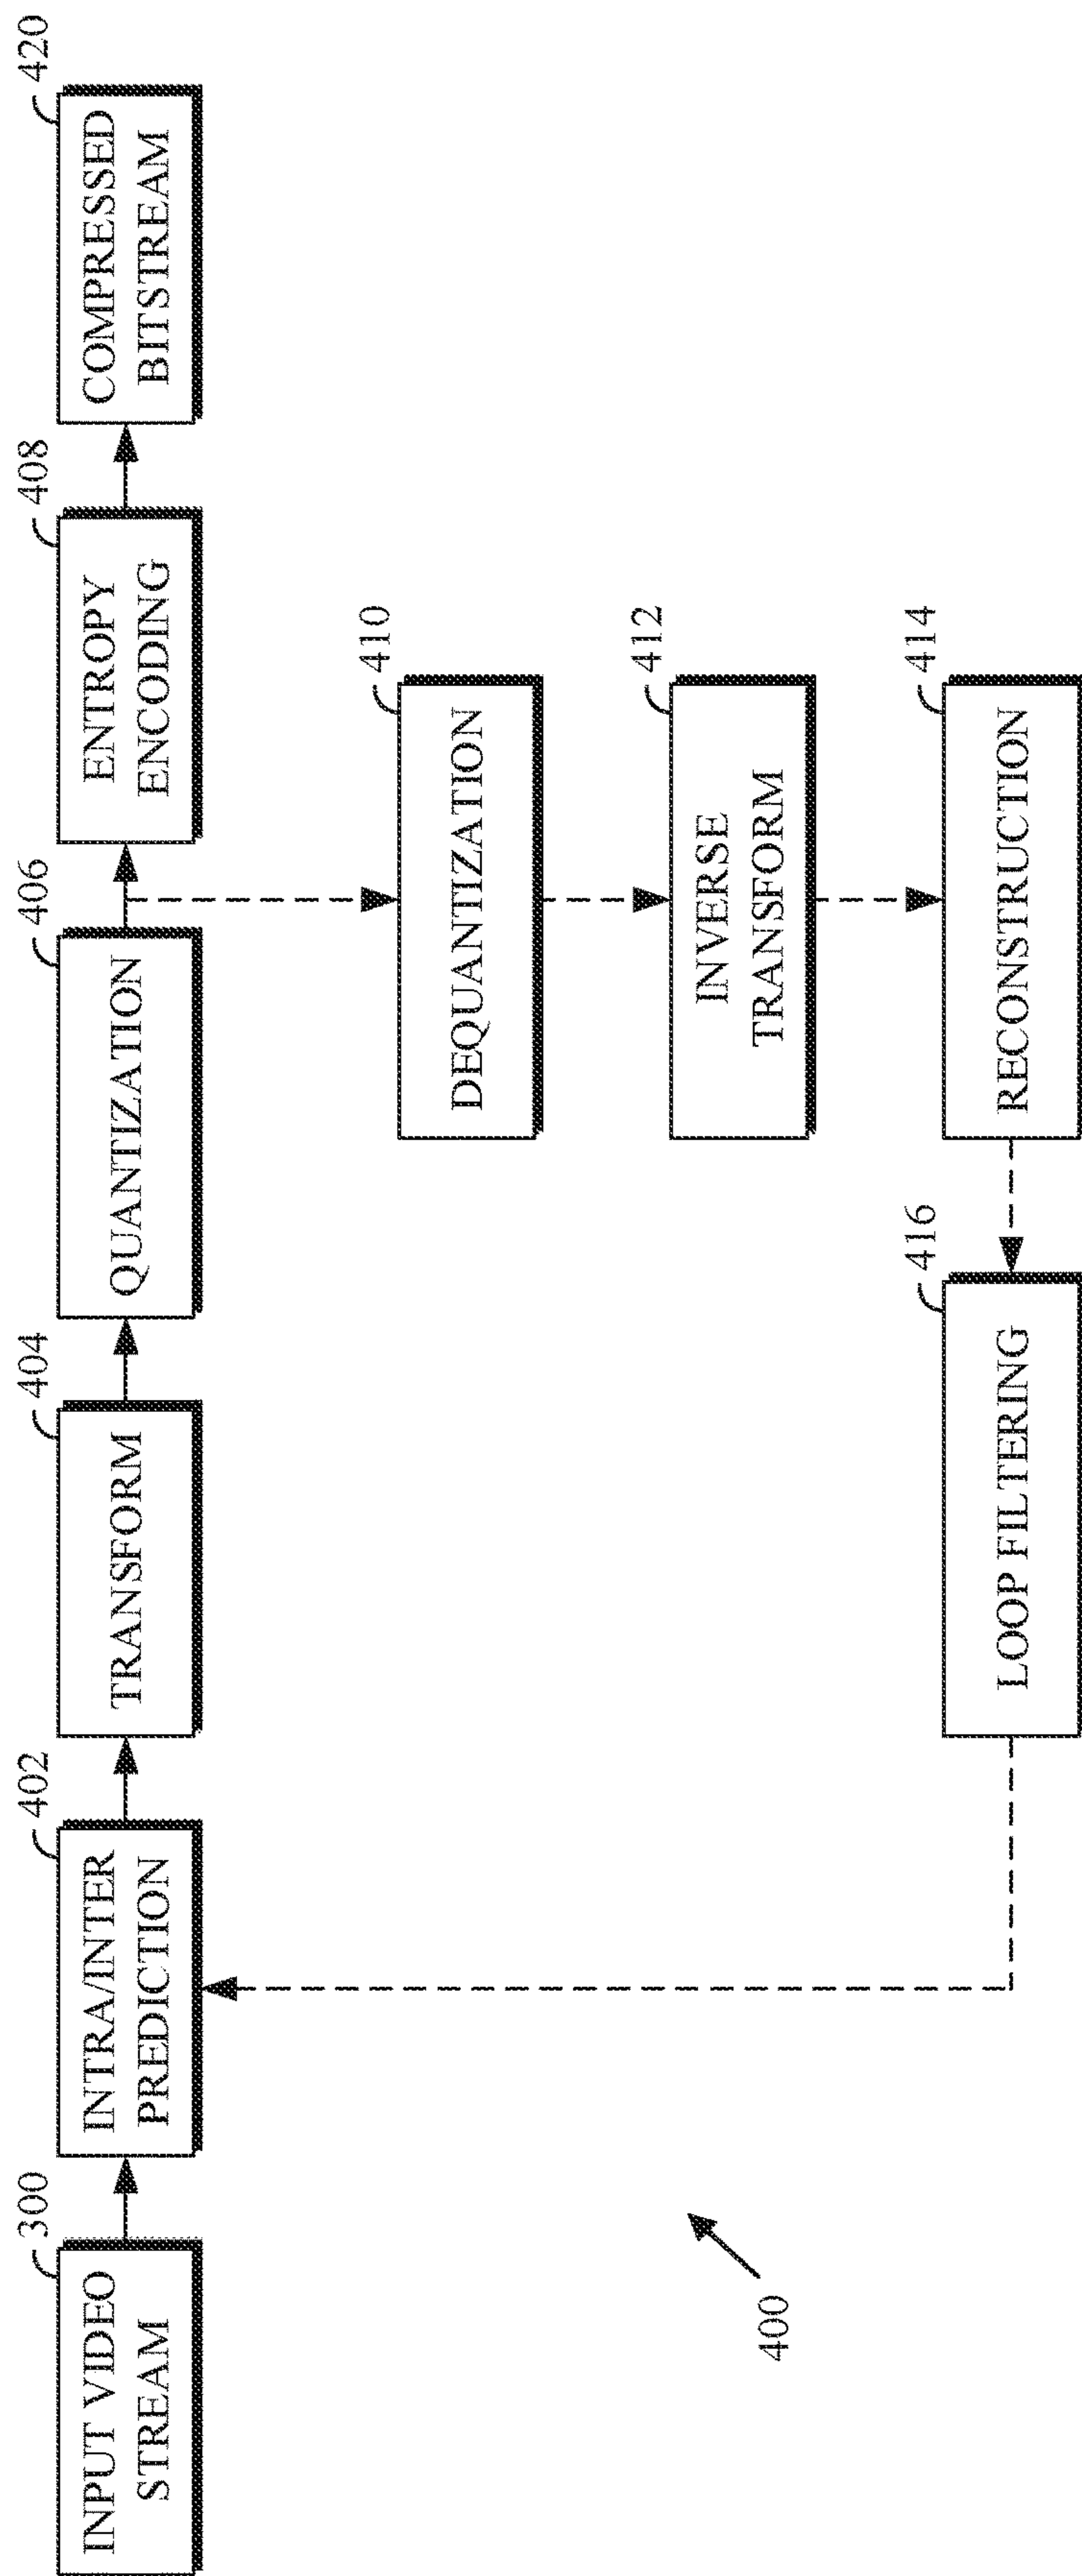 300
INPUT VIDEO
STREAM
402
INTRA/INTER
PREDICTION
404
TRANSFORM
406
QUANTIZATION
408
ENTROPY
ENCODING
420
COMPRESSED
BITSTREAM
410
DEQUANTIZATION
412
INVERSE
TRANSFORM
414
RECONSTRUCTION
416
LOOP FILTERING
400